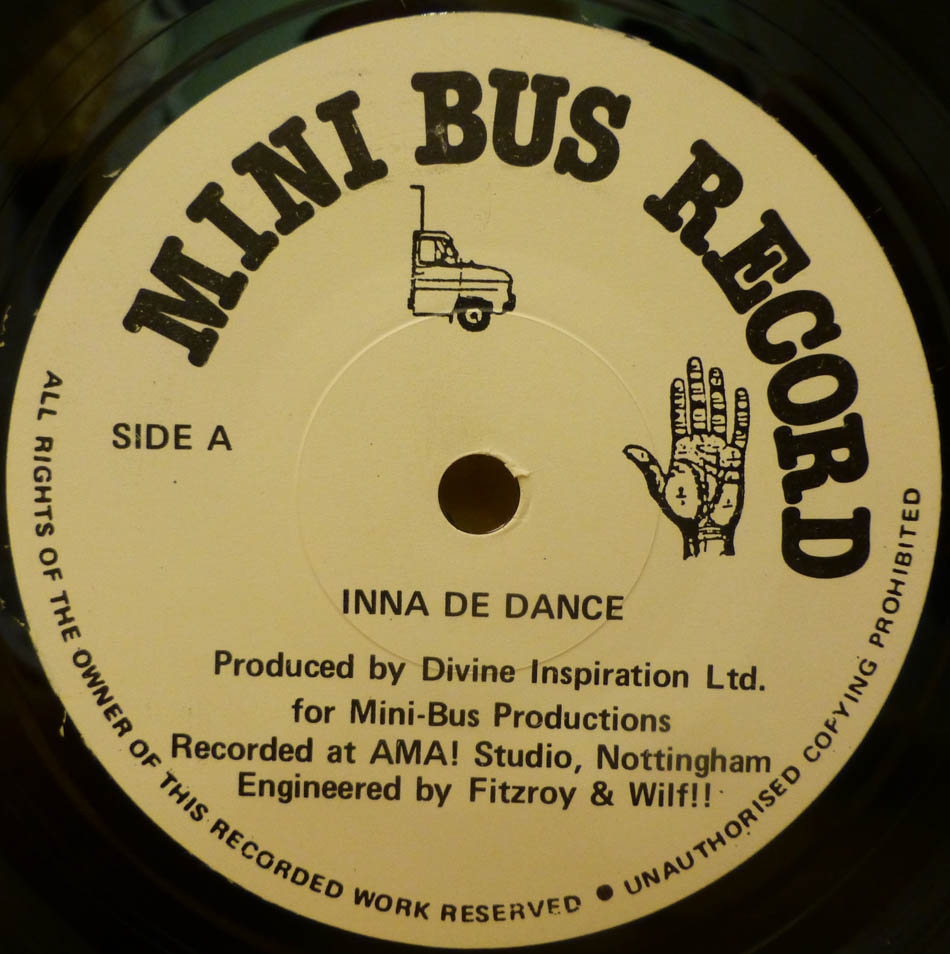 MINI BUS RECORD
SIDE A
INNA DE DANCE
Produced by Divine Inspiration Ltd.
for Mini-Bus Productions
Recorded at AMA! Studio, Nottingham
Engineered by Fitzroy & Wilf!!
ALL RIGHTS OF THE OWNER OF THIS RECORDED WORK RESERVED ● UNAUTHORISED COPYING PROHIBITED